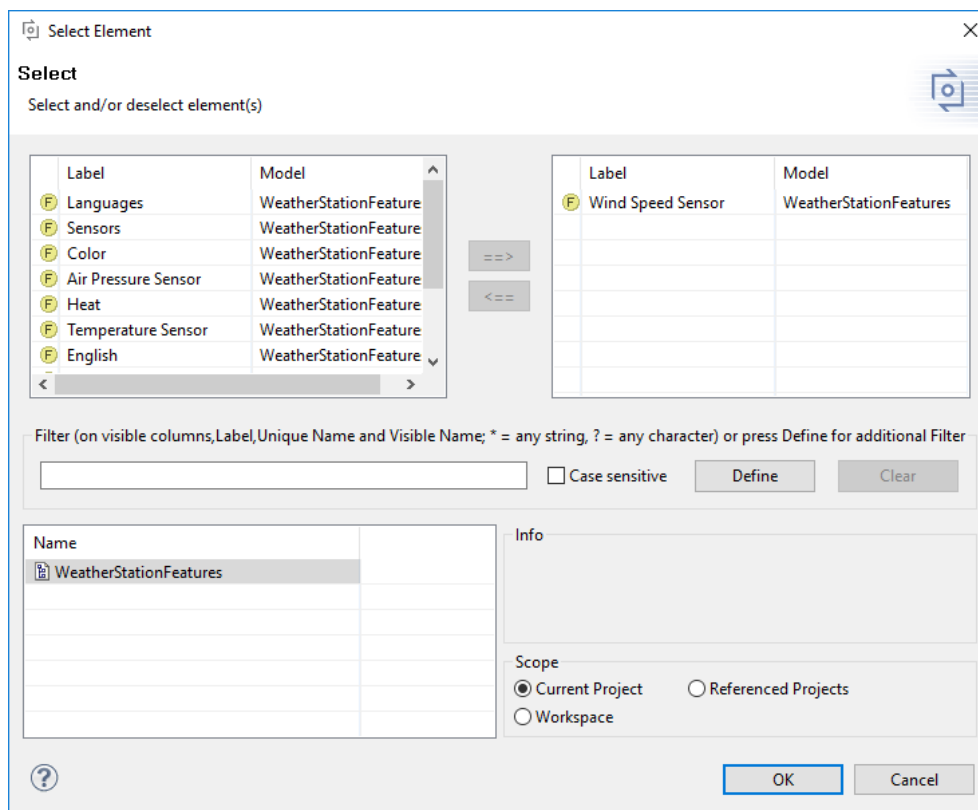 Select Element
Select
Select and/or deselect element(s)
Label Model
Languages WeatherStationFeature
Sensors WeatherStationFeature
Color WeatherStationFeature
Air Pressure Sensor WeatherStationFeature
Heat WeatherStationFeature
Temperature Sensor WeatherStationFeature
English WeatherStationFeature
==>
<==
Label Model
Wind Speed Sensor WeatherStationFeatures
Filter (on visible columns,Label,Unique Name and Visible Name; * = any string, ? = any character) or press Define for additional Filter
Case sensitive Define Clear
Name
WeatherStationFeatures
Info
Scope
Current Project Referenced Projects
Workspace
OK Cancel